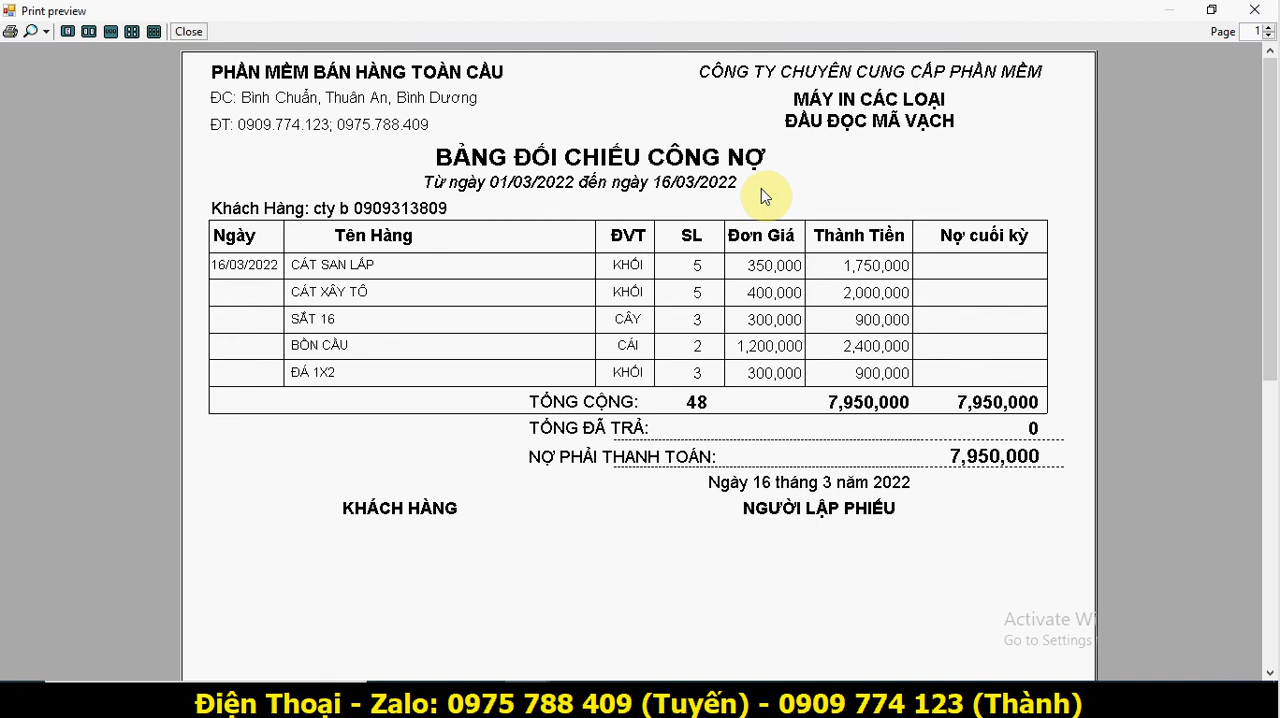 Print preview
Close
Page 1
PHẦN MỀM BÁN HÀNG TOÀN CẦU
ĐC: Bình Chuẩn, Thuân An, Bình Dương
ĐT: 0909.774.123; 0975.788.409
CÔNG TY CHUYÊN CUNG CẤP PHẦN MỀM
MÁY IN CÁC LOẠI
ĐẦU ĐỌC MÃ VẠCH
BẢNG ĐỐI CHIẾU CÔNG NỢ
Từ ngày 01/03/2022 đến ngày 16/03/2022
Khách Hàng: cty b 0909313809
Ngày Tên Hàng ĐVT SL Đơn Giá Thành Tiền Nợ cuối kỳ
16/03/2022 CÁT SAN LẤP KHỐI 5 350,000 1,750,000
CÁT XÂY TÔ KHỐI 5 400,000 2,000,000
SẮT 16 CÂY 3 300,000 900,000
BỒN CẦU CÁI 2 1,200,000 2,400,000
ĐÁ 1X2 KHỐI 3 300,000 900,000
TỔNG CỘNG: 48 7,950,000 7,950,000
TỔNG ĐÃ TRẢ: 0
NỢ PHẢI THANH TOÁN: 7,950,000
Ngày 16 tháng 3 năm 2022
KHÁCH HÀNG NGƯỜI LẬP PHIẾU
Activate Wi
Go to Settings
Điện Thoại - Zalo: 0975 788 409 (Tuyến) - 0909 774 123 (Thành)